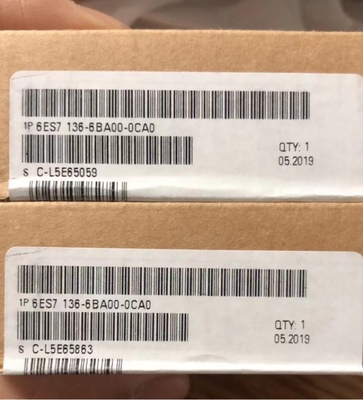 1P 6ES7 136-6BA00-0CA0
QTY: 1
05.2019
S C-L5E65059
1P 6ES7 136-6BA00-0CA0
QTY: 1
05.2019
S C-L5E65863